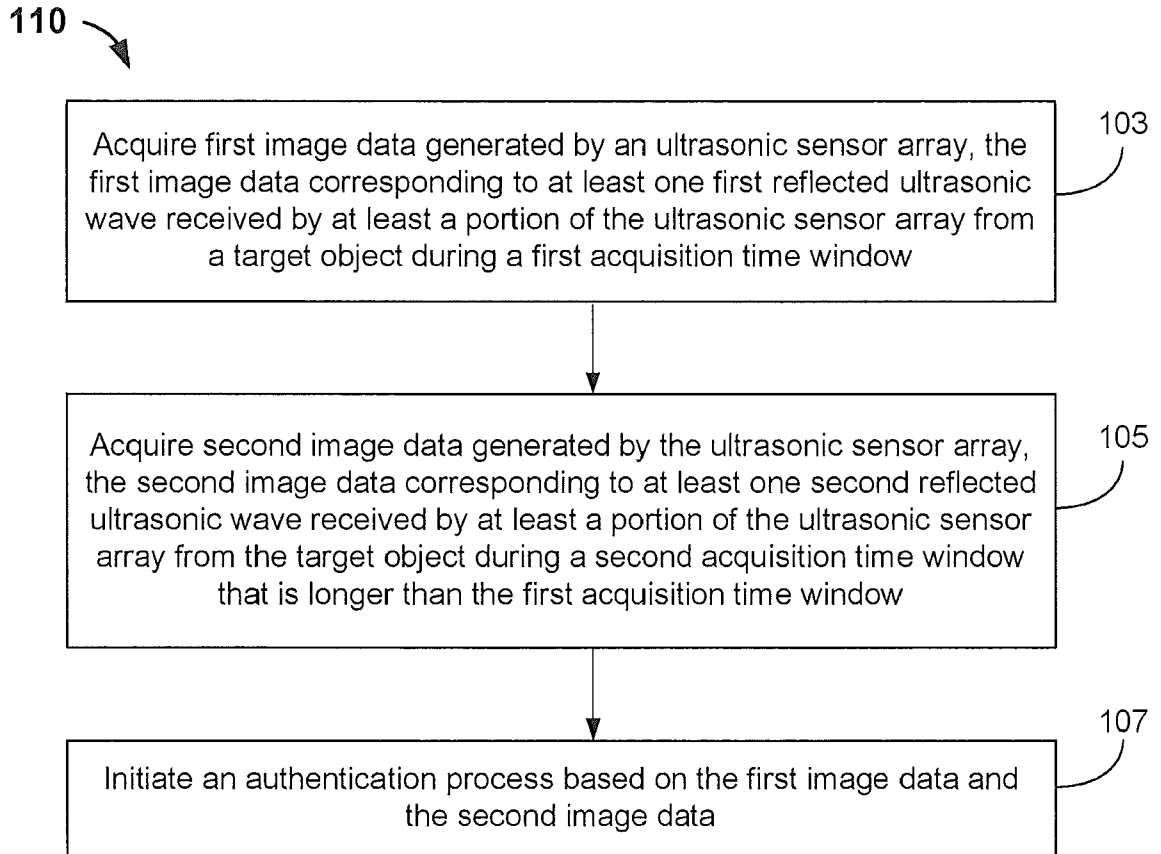 110
103
Acquire first image data generated by an ultrasonic sensor array, the
first image data corresponding to at least one first reflected ultrasonic
wave received by at least a portion of the ultrasonic sensor array from
a target object during a first acquisition time window
105
Acquire second image data generated by the ultrasonic sensor array,
the second image data corresponding to at least one second reflected
ultrasonic wave received by at least a portion of the ultrasonic sensor
array from the target object during a second acquisition time window
that is longer than the first acquisition time window
107
Initiate an authentication process based on the first image data and
the second image data